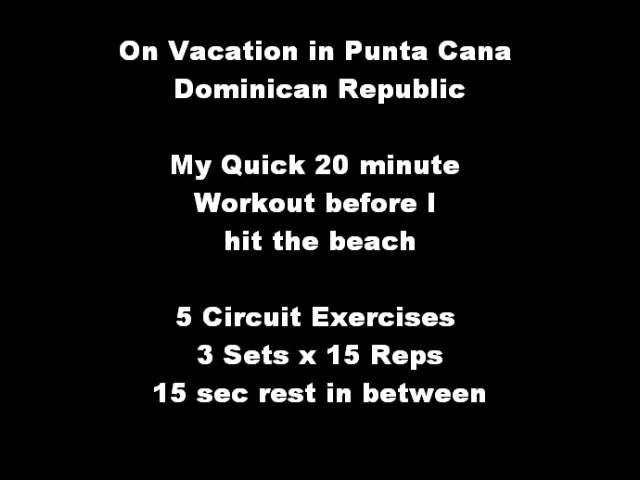 On Vacation in Punta Cana
Dominican Republic
My Quick 20 minute
Workout before I
hit the beach
5 Circuit Exercises
3 Sets x 15 Reps
15 sec rest in between